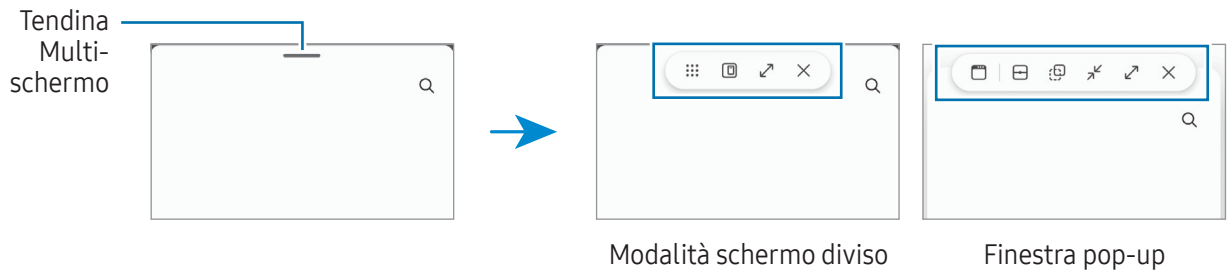 Tendina
Multi-
schermo
Modalità schermo diviso
Finestra pop-up